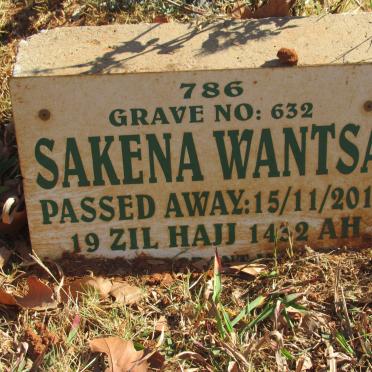 786
GRAVE NO: 632
SAKENA WANTSA
PASSED AWAY:15/11/201
19 ZIL HAJJ 1432 AH